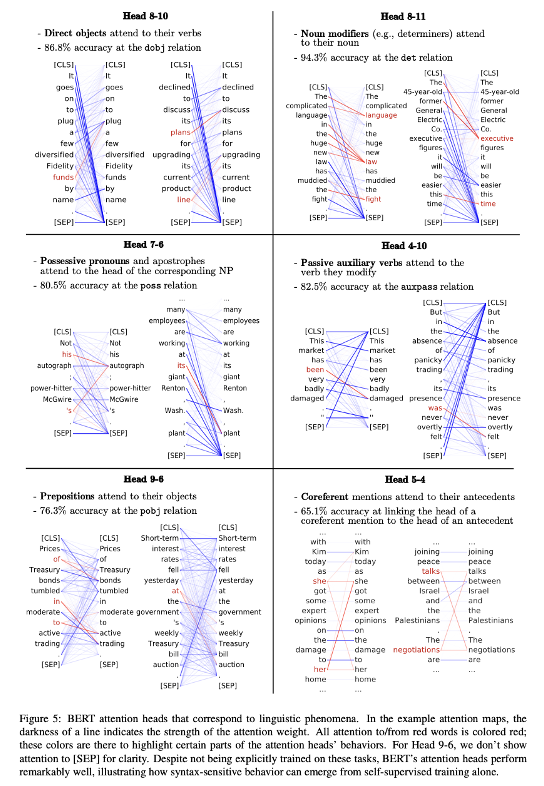 Head 8-10
- Direct objects attend to their verbs
- 86.8% accuracy at the dobj relation
[CLS] [CLS]
It It
goes goes
on on
to to
plug plug
a a
few few
diversified diversified
Fidelity Fidelity
funds funds
by by
name name
. .
[SEP] [SEP]
[CLS] [CLS]
It It
declined declined
to to
discuss discuss
its its
plans plans
for for
upgrading upgrading
its its
current current
product product
line line
. .
[SEP] [SEP]
Head 8-11
- Noun modifiers (e.g., determiners) attend
to their noun
- 94.3% accuracy at the det relation
[CLS] [CLS]
The The
complicated complicated
language language
in in
the the
huge huge
new new
law law
has has
muddied muddied
the the
fight fight
. .
[SEP] [SEP]
[CLS] [CLS]
The The
45-year-old 45-year-old
former former
General General
Electric Electric
Co. Co.
executive executive
figures figures
it it
will will
be be
easier easier
this this
time time
. .
[SEP] [SEP]
Head 7-6
- Possessive pronouns and apostrophes
attend to the head of the corresponding NP
- 80.5% accuracy at the poss relation
[CLS] [CLS]
Not Not
his his
autograph autograph
, ,
power-hitter power-hitter
McGwire McGwire
's 's
. .
[SEP] [SEP]
... ...
many many
employees employees
are are
working working
at at
its its
giant giant
Renton Renton
, ,
Wash. Wash.
, ,
plant plant
. .
[SEP] [SEP]
Head 4-10
- Passive auxiliary verbs attend to the
verb they modify
- 82.5% accuracy at the auxpass relation
[CLS] [CLS]
This This
market market
has has
been been
very very
badly badly
damaged damaged
. .
" "
[SEP] [SEP]
[CLS] [CLS]
But But
in in
the the
absence absence
of of
panicky panicky
trading trading
, ,
its its
presence presence
was was
never never
overtly overtly
felt felt
. .
[SEP] [SEP]
Head 9-6
- Prepositions attend to their objects
- 76.3% accuracy at the pobj relation
[CLS] [CLS]
Prices Prices
of of
Treasury Treasury
bonds bonds
tumbled tumbled
in in
moderate moderate
to to
active active
trading trading
. .
[SEP] [SEP]
[CLS] [CLS]
Short-term Short-term
interest interest
rates rates
fell fell
yesterday yesterday
at at
the the
government government
's 's
weekly weekly
Treasury Treasury
bill bill
auction auction
. .
[SEP] [SEP]
Head 5-4
- Coreferent mentions attend to their antecedents
- 65.1% accuracy at linking the head of a
coreferent mention to the head of an antecedent
... ...
with with
Kim Kim
today today
as as
she she
got got
some some
expert expert
opinions opinions
on on
the the
damage damage
to to
her her
home home
... ...
... ...
joining joining
peace peace
talks talks
between between
Israel Israel
and and
the the
Palestinians Palestinians
. .
The The
negotiations negotiations
are are
... ...
Figure 5: BERT attention heads that correspond to linguistic phenomena. In the example attention maps, the
darkness of a line indicates the strength of the attention weight. All attention to/from red words is colored red;
these colors are there to highlight certain parts of the attention heads' behaviors. For Head 9-6, we don't show
attention to [SEP] for clarity. Despite not being explicitly trained on these tasks, BERT's attention heads perform
remarkably well, illustrating how syntax-sensitive behavior can emerge from self-supervised training alone.